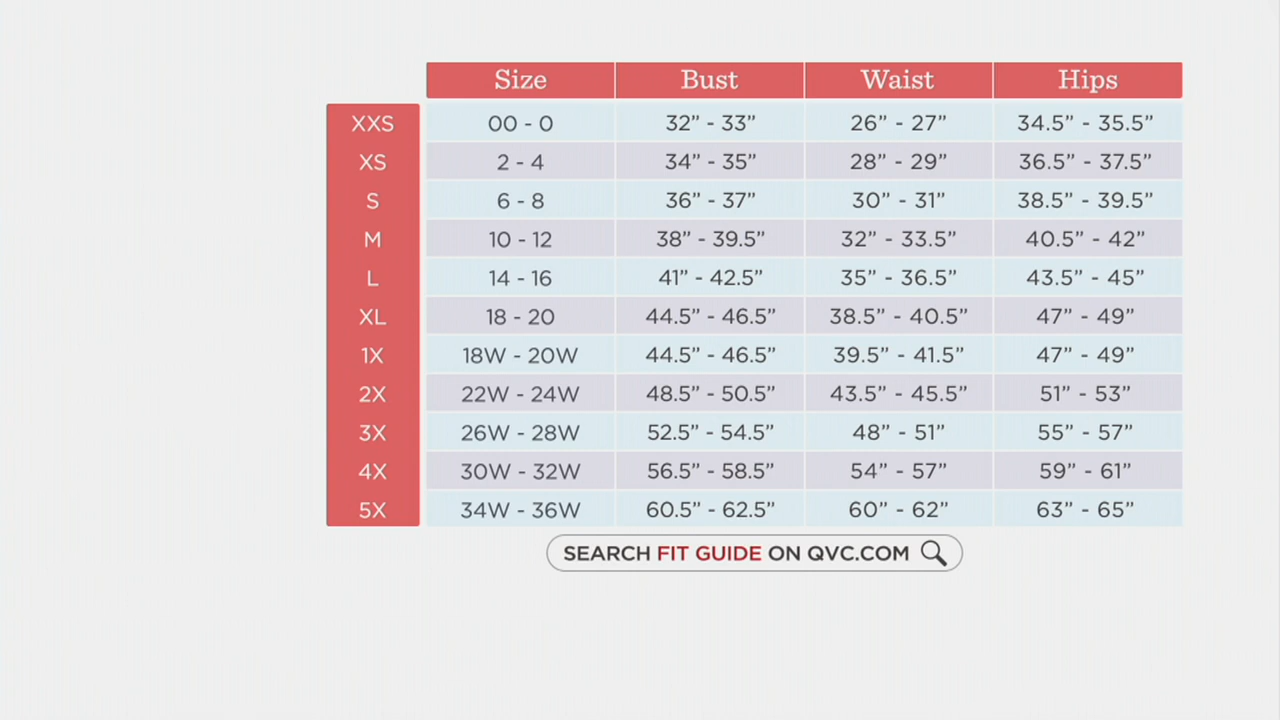 Size Bust Waist Hips
XXS 00 - 0 32” - 33” 26” - 27” 34.5” - 35.5”
XS 2 - 4 34” - 35” 28” - 29” 36.5” - 37.5”
S 6 - 8 36” - 37” 30” - 31” 38.5” - 39.5”
M 10 - 12 38” - 39.5” 32” - 33.5” 40.5” - 42”
L 14 - 16 41” - 42.5” 35” - 36.5” 43.5” - 45”
XL 18 - 20 44.5” - 46.5” 38.5” - 40.5” 47” - 49”
1X 18W - 20W 44.5” - 46.5” 39.5” - 41.5” 47” - 49”
2X 22W - 24W 48.5” - 50.5” 43.5” - 45.5” 51” - 53”
3X 26W - 28W 52.5” - 54.5” 48” - 51” 55” - 57”
4X 30W - 32W 56.5” - 58.5” 54” - 57” 59” - 61”
5X 34W - 36W 60.5” - 62.5” 60” - 62” 63” - 65”
SEARCH FIT GUIDE ON QVC.COM